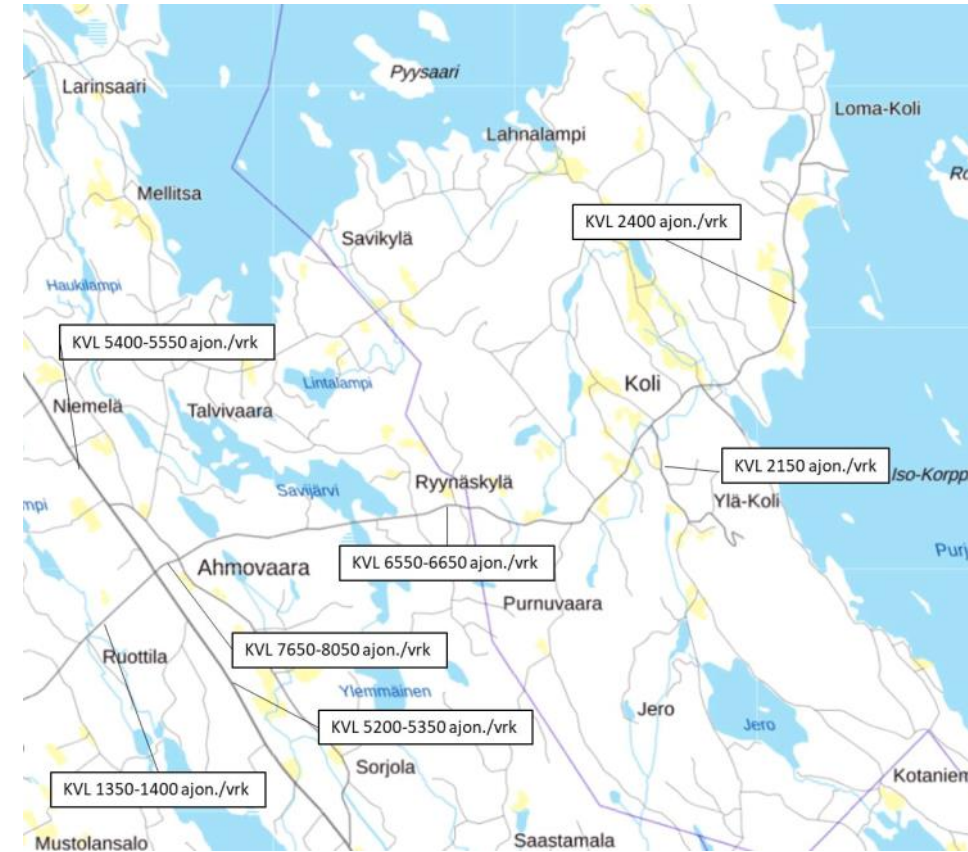 Pyysaari
Larinsaari
Loma-Koli
Lahnalampi
Mellitsa
KVL 2400 ajon./vrk
Savikylä
Haukilampi
KVL 5400-5550 ajon./vrk
Lintalampi
Koli
Niemelä
Talvivaara
KVL 2150 ajon./vrk
Iso-Korpp
Ryynäskylä
Savijärvi
Ylä-Koli
mpi
Purj
KVL 6550-6650 ajon./vrk
Ahmovaara
Purnuvaara
KVL 7650-8050 ajon./vrk
Ruottila
Ylemmäinen
Jero
KVL 5200-5350 ajon./vrk
Jero
Sorjola
Kotaniem
KVL 1350-1400 ajon./vrk
Mustolansalo
Saastamala